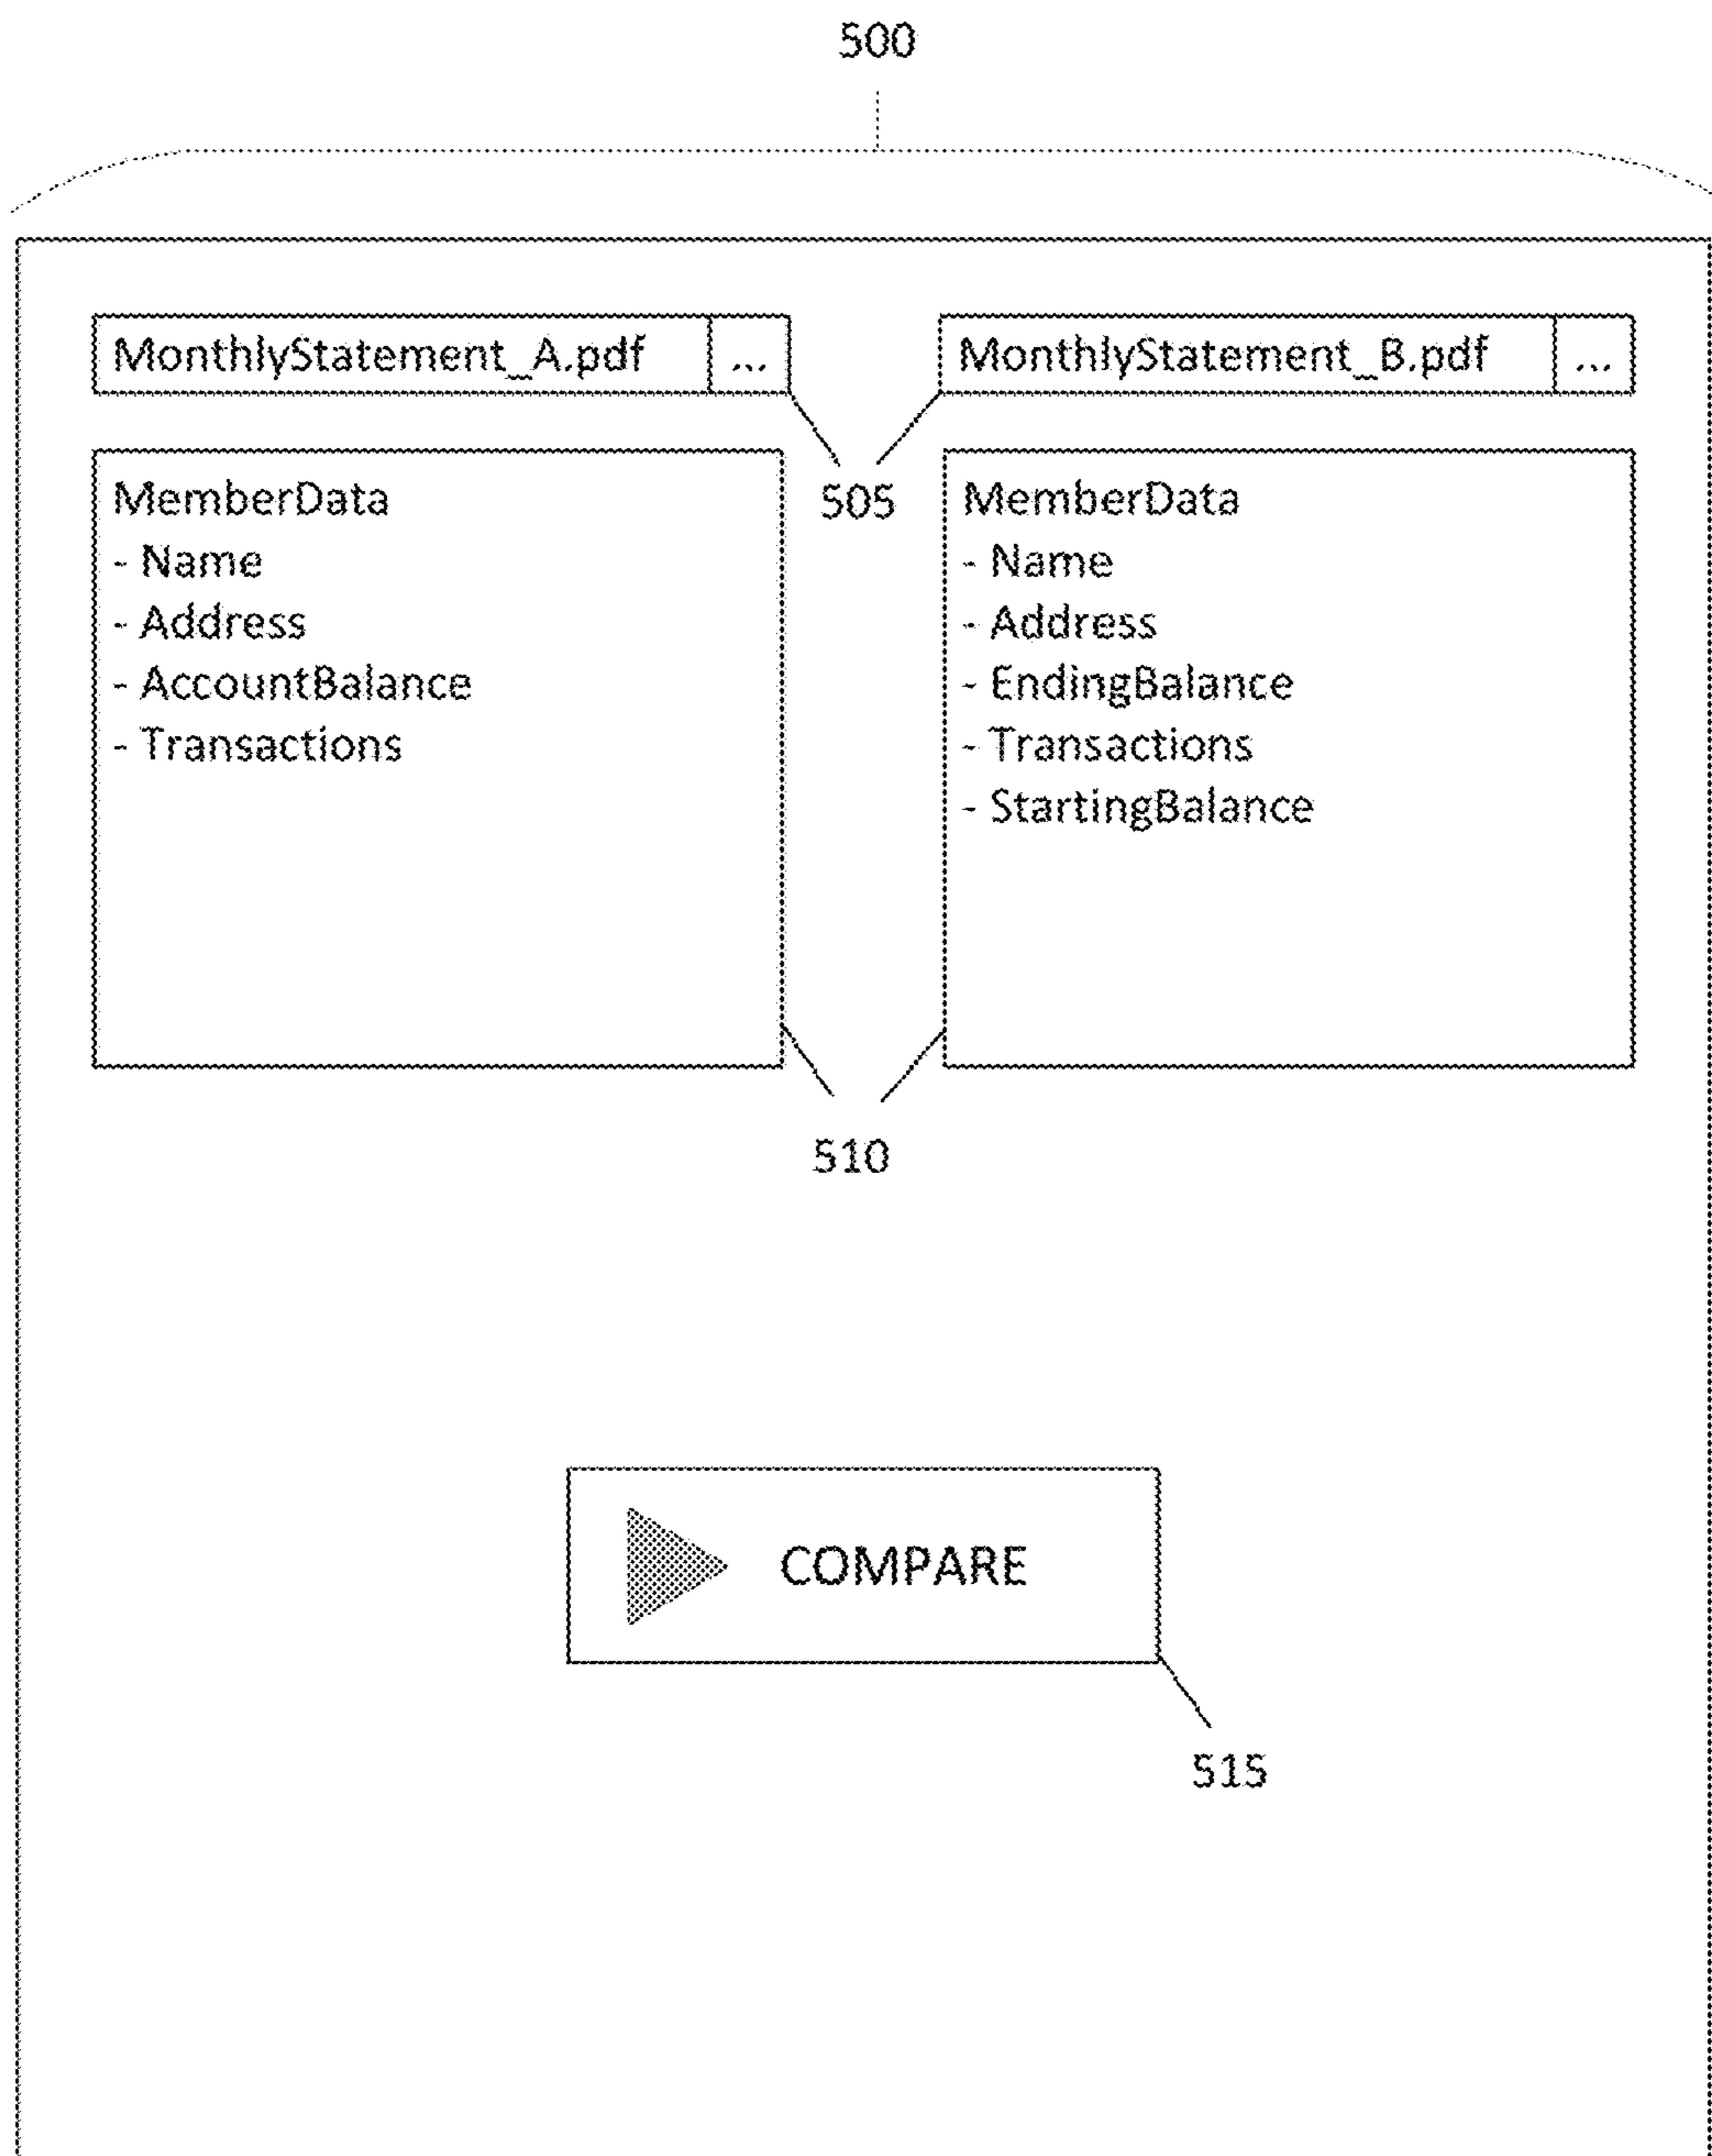 500
MonthlyStatement_A.pdf ...
MonthlyStatement_B.pdf ...
505
MemberData
- Name
- Address
- AccountBalance
- Transactions
MemberData
- Name
- Address
- EndingBalance
- Transactions
- StartingBalance
510
COMPARE
515